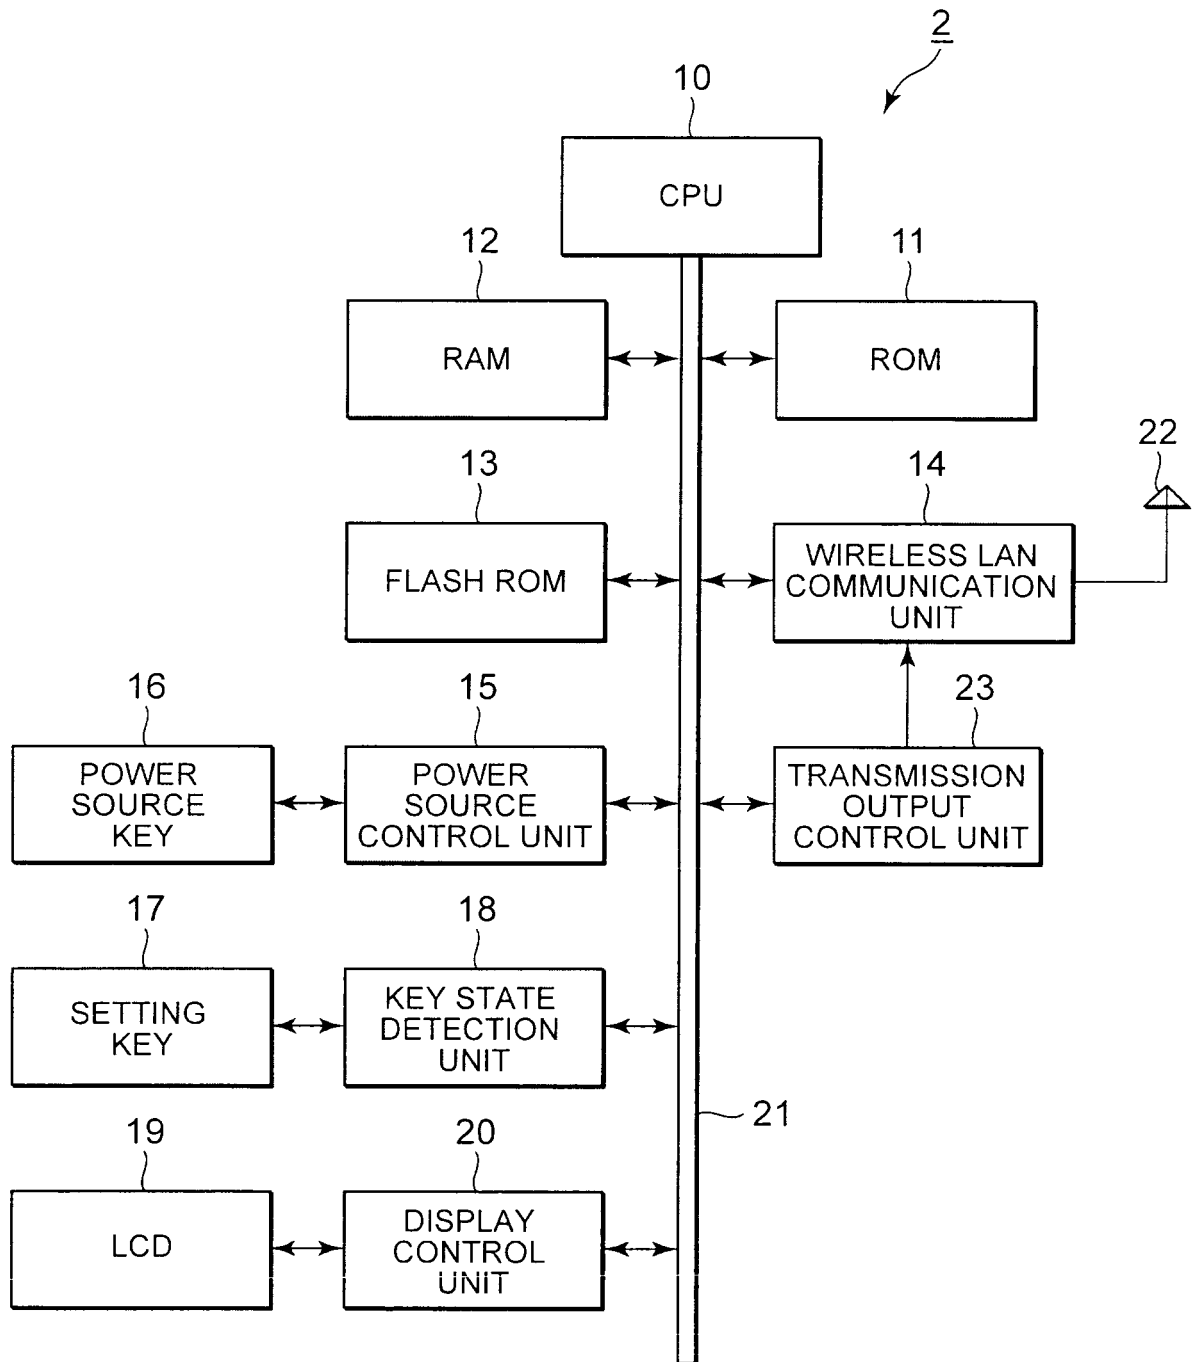 2
10
CPU
12
11
RAM
ROM
22
13
14
FLASH ROM
WIRELESS LAN
COMMUNICATION
UNIT
16
15
23
POWER
SOURCE
KEY
POWER
SOURCE
CONTROL UNIT
TRANSMISSION
OUTPUT
CONTROL UNIT
17
18
SETTING
KEY
KEY STATE
DETECTION
UNIT
21
19
20
LCD
DISPLAY
CONTROL
UNIT